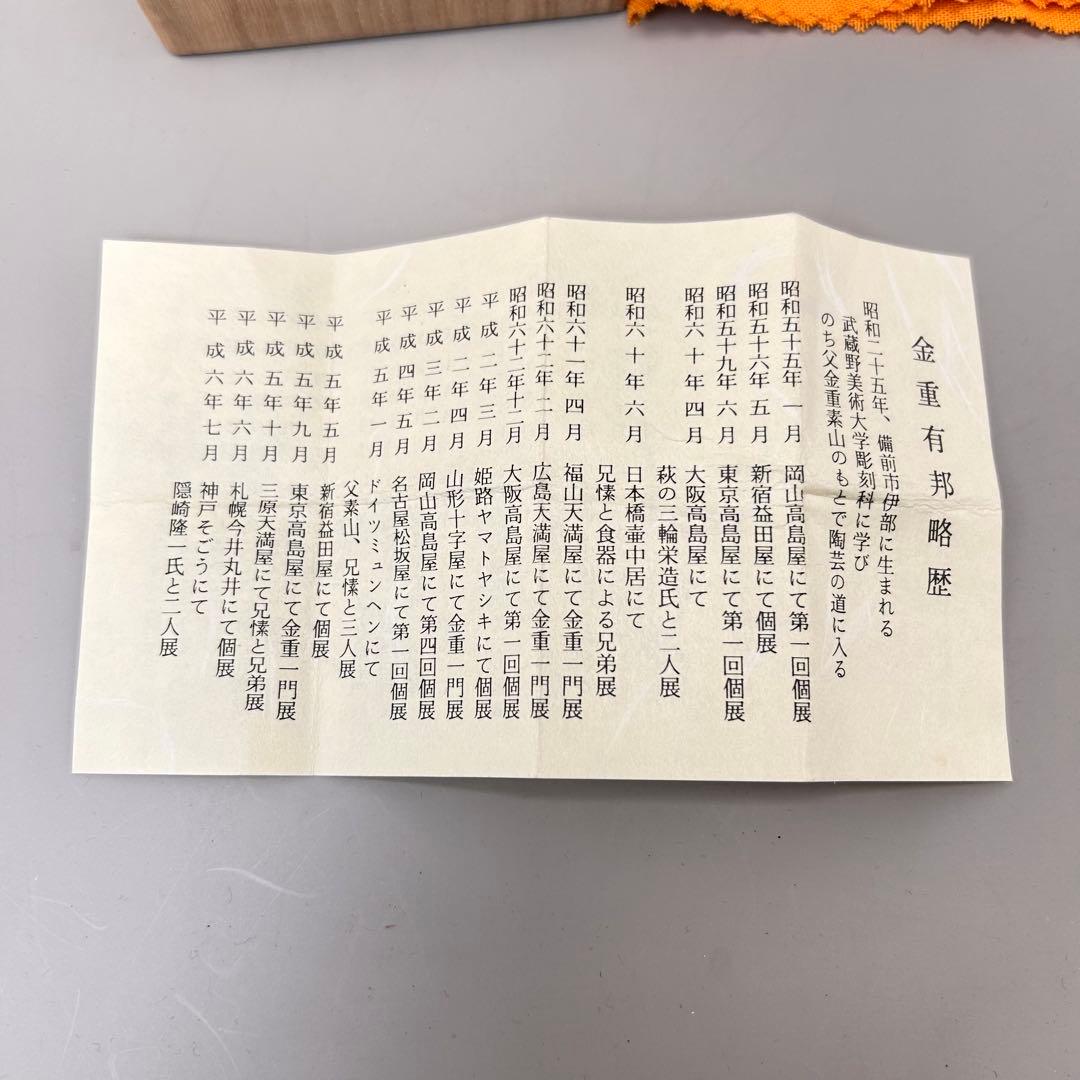 金重有邦略歴
昭和二十五年、備前市伊部に生まれる
武蔵野美術大学彫刻科に学び
のち父金重素山のもとで陶芸の道に入る
昭和五十五年 一月 岡山高島屋にて第一回個展
昭和五十六年 五月 新宿益田屋にて個展
昭和五十九年 六月 東京高島屋にて第一回個展
昭和六十年 四月 大阪高島屋にて
萩の三輪栄造氏と二人展
昭和六十年 六月 日本橋壷中居にて
兄愫と食器による兄弟展
昭和六十一年 四月 福山天満屋にて金重一門展
昭和六十二年 二月 広島天満屋にて金重一門展
昭和六十二年十二月 大阪高島屋にて第一回個展
平成 二年 三月 姫路ヤマトヤシキにて個展
平成 二年 四月 山形十字屋にて金重一門展
平成 三年 二月 岡山高島屋にて第四回個展
平成 四年 五月 名古屋松坂屋にて第一回個展
平成 五年 一月 ドイツミュンヘンにて
父素山、兄愫と三人展
平成 五年 五月 新宿益田屋にて個展
平成 五年 九月 東京高島屋にて金重一門展
平成 五年 十月 三原天満屋にて兄愫と兄弟展
平成 六年 六月 札幌今井丸井にて個展
平成 六年 七月 神戸そごうにて
隠崎隆一氏と二人展